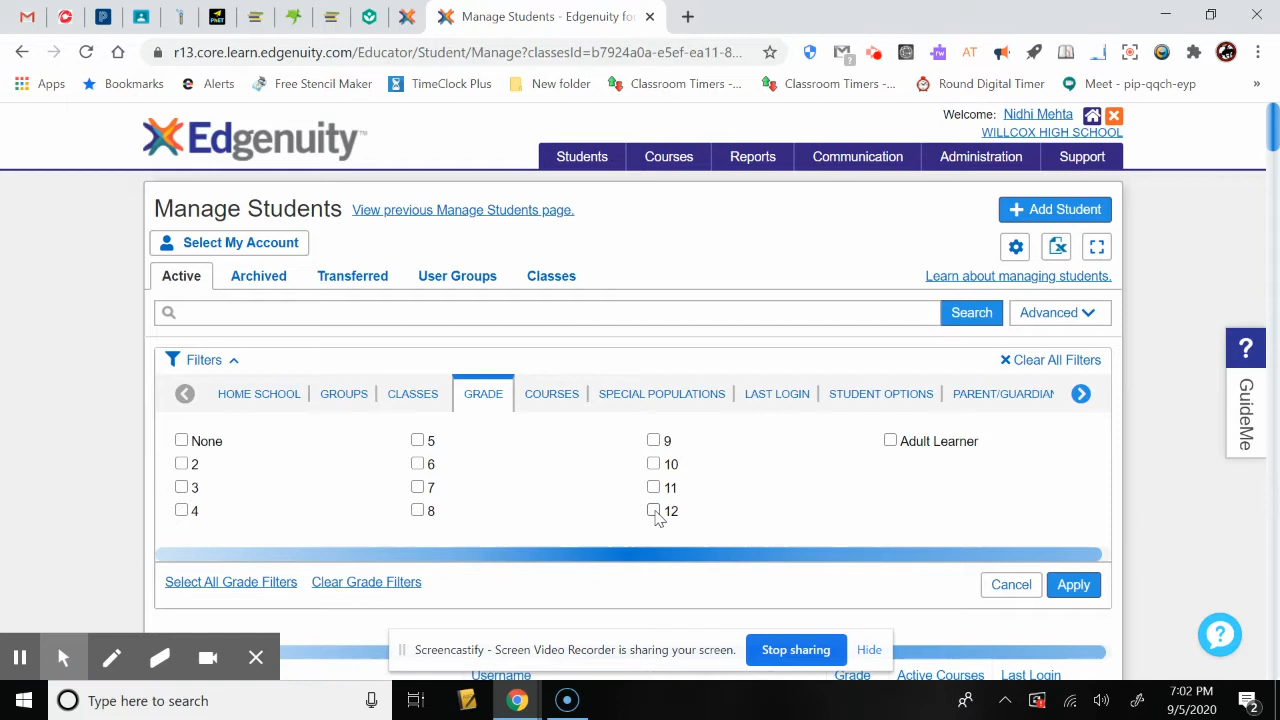 Manage Students - Edgenuity for
r13.core.learn.edgenuity.com/Educator/Student/Manage?classesId=b7924a0a-e5ef-ea11-8...
Apps Bookmarks Alerts Free Stencil Maker TimeClock Plus New folder Classroom Timers -... Classroom Timers -... Round Digital Timer Meet - pip-qqch-eyp »
Welcome: Nidhi Mehta
WILLCOX HIGH SCHOOL
Edgenuity™
Students Courses Reports Communication Administration Support
Manage Students View previous Manage Students page. + Add Student
Select My Account
Active Archived Transferred User Groups Classes Learn about managing students.
Search Advanced
Filters Clear All Filters
HOME SCHOOL GROUPS CLASSES GRADE COURSES SPECIAL POPULATIONS LAST LOGIN STUDENT OPTIONS PARENT/GUARDIAN
None 5 9 Adult Learner
2 6 10
3 7 11
4 8 12
Select All Grade Filters Clear Grade Filters Cancel Apply
? GuideMe
Screencastify - Screen Video Recorder is sharing your screen. Stop sharing Hide
Username Grade Active Courses Last Login
Type here to search
7:02 PM
9/5/2020
2